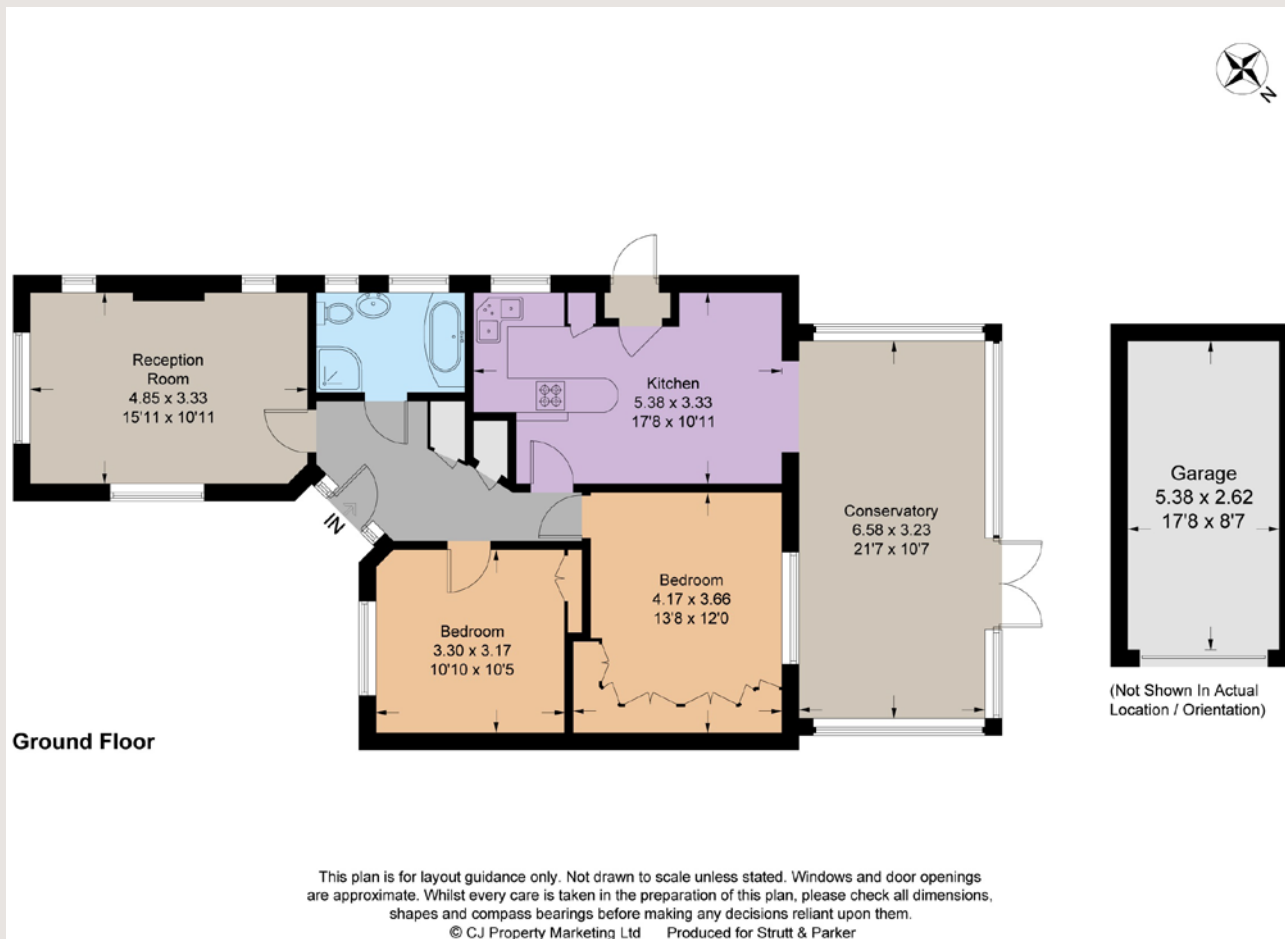 N
Reception
Room
4.85 x 3.33
15'11 x 10'11
Kitchen
5.38 x 3.33
17'8 x 10'11
IN
Conservatory
6.58 x 3.23
21'7 x 10'7
Garage
5.38 x 2.62
17'8 x 8'7
Bedroom
4.17 x 3.66
13'8 x 12'0
Bedroom
3.30 x 3.17
10'10 x 10'5
(Not Shown In Actual
Location / Orientation)
Ground Floor
This plan is for layout guidance only. Not drawn to scale unless stated. Windows and door openings
are approximate. Whilst every care is taken in the preparation of this plan, please check all dimensions,
shapes and compass bearings before making any decisions reliant upon them.
© CJ Property Marketing Ltd Produced for Strutt & Parker